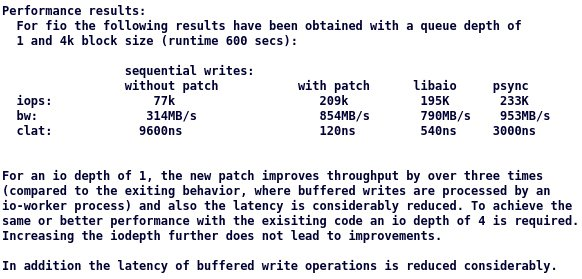 Performance results:
For fio the following results have been obtained with a queue depth of
1 and 4k block size (runtime 600 secs):
sequential writes:
without patch with patch libaio psync
iops: 77k 209k 195K 233K
bw: 314MB/s 854MB/s 790MB/s 953MB/s
clat: 9600ns 120ns 540ns 3000ns
For an io depth of 1, the new patch improves throughput by over three times
(compared to the exiting behavior, where buffered writes are processed by an
io-worker process) and also the latency is considerably reduced. To achieve the
same or better performance with the exisiting code an io depth of 4 is required.
Increasing the iodepth further does not lead to improvements.
In addition the latency of buffered write operations is reduced considerably.